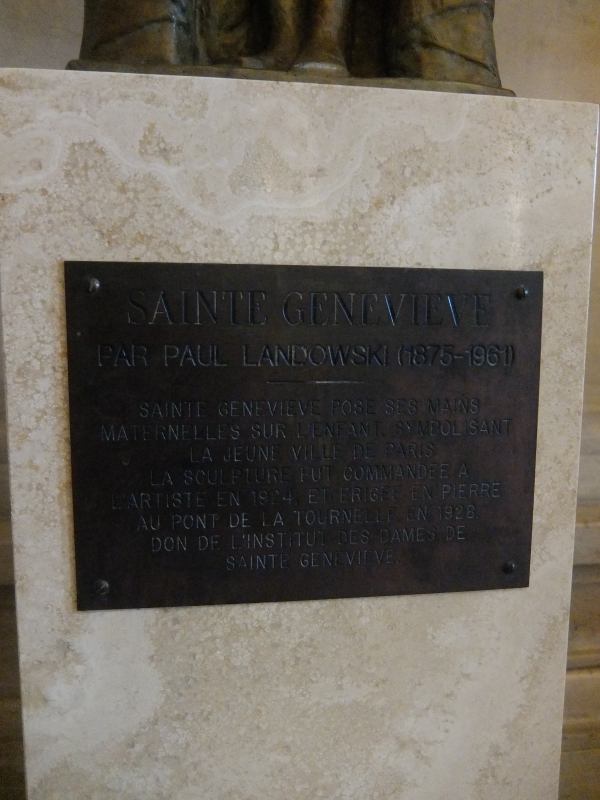 SAINTE GENEVIEVE
PAR PAUL LANDOWSKI (1875-1961)
SAINTE GENEVIEVE POSE SES MAINS
MATERNELLES SUR L'ENFANT, SYMBOLISANT
LA JEUNE VILLE DE PARIS
LA SCULPTURE FUT COMMANDEE A
L'ARTISTE EN 1924, ET ERIGEE EN PIERRE
AU PONT DE LA TOURNELLE EN 1928.
DON DE L'INSTITUT DES DAMES DE
SAINTE GENEVIEVE.